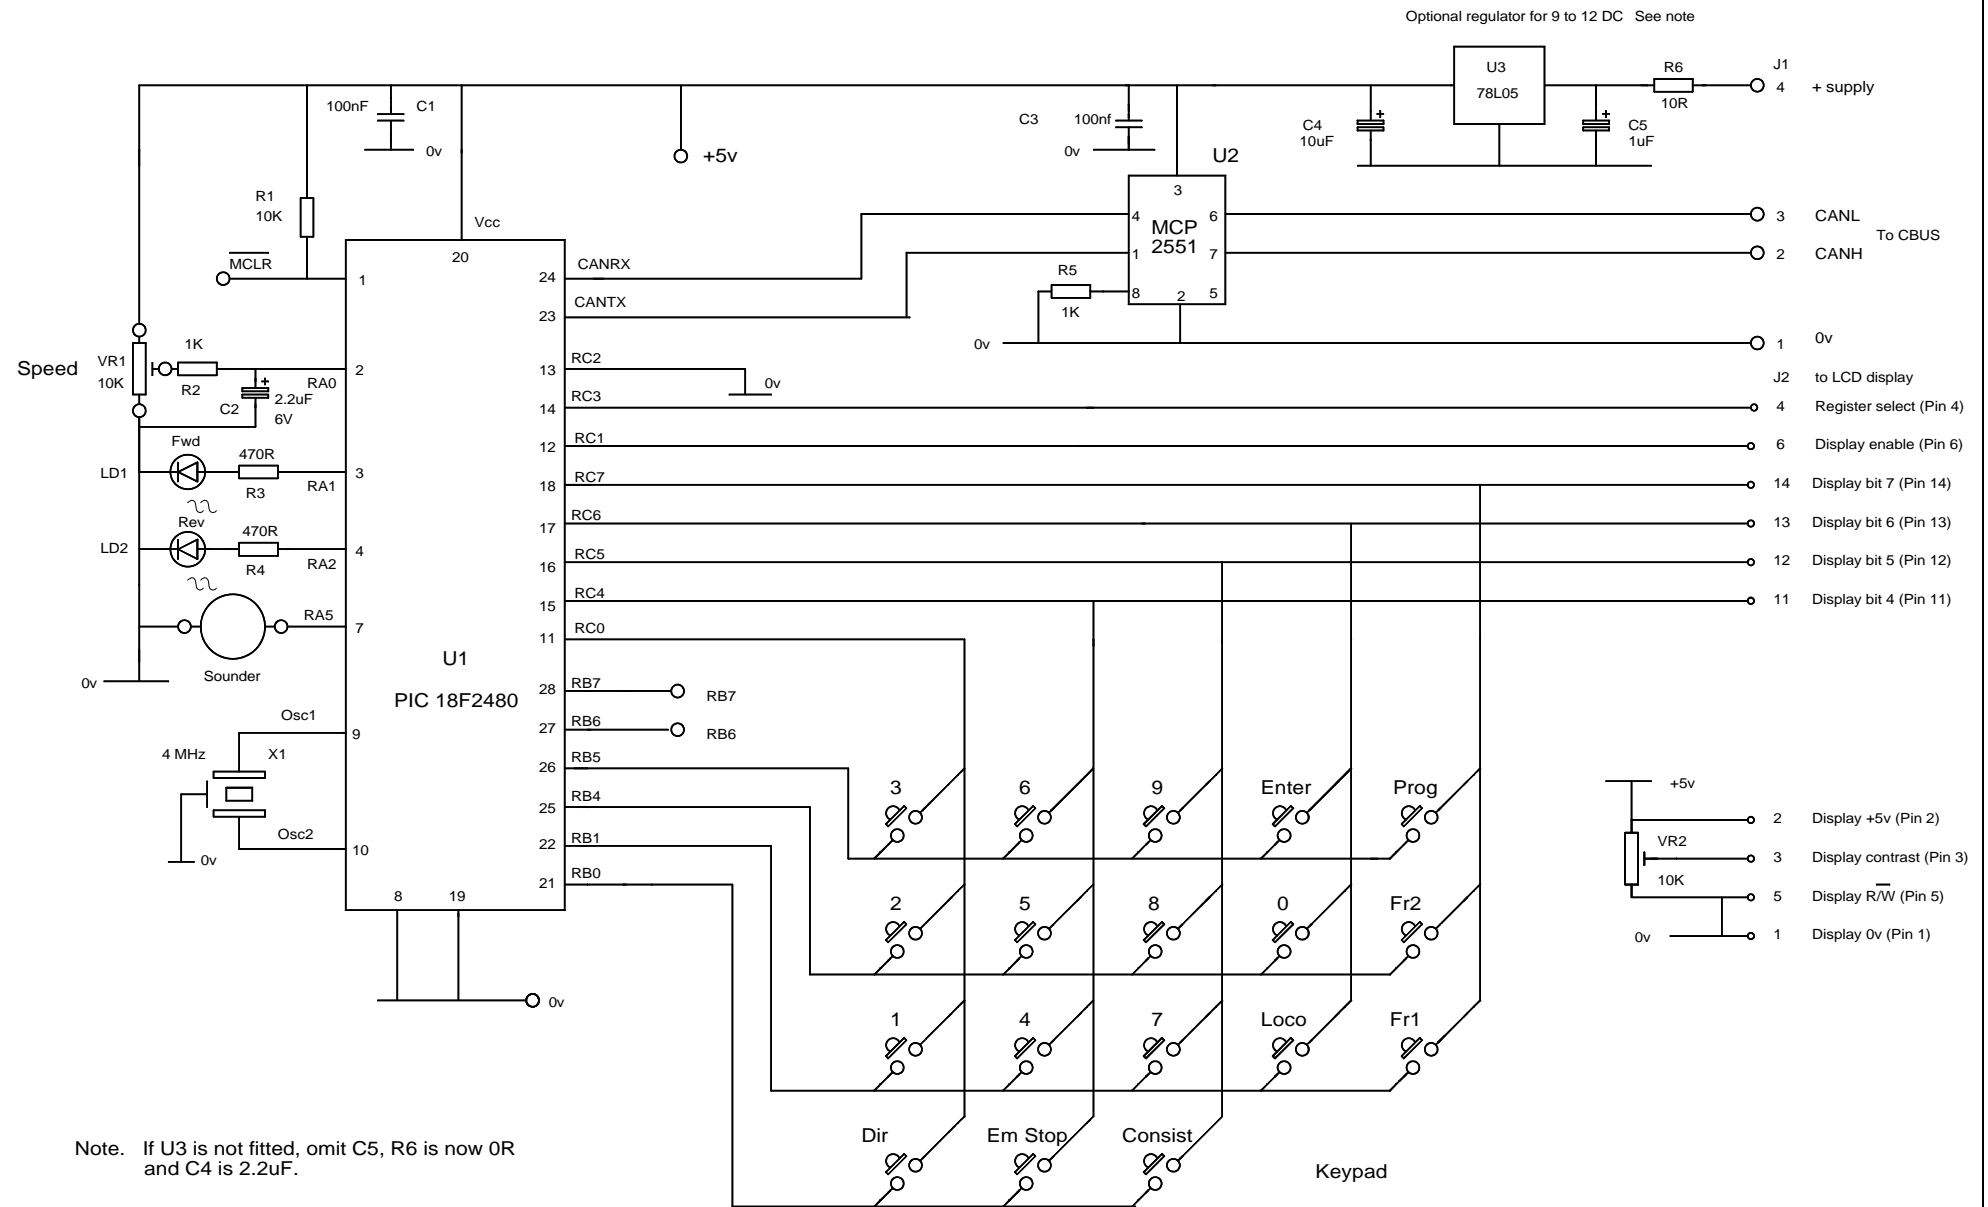 Optional regulator for 9 to 12 DC See note
U3
78L05
R6
10R
J1
4 + supply
100nF C1
0v
+5v
C3 100nf
0v
U2
C4
10uF
C5
1uF
R1
10K
Vcc
20
MCLR
1
24 CANRX
CANTX
23
3
4 MCP 6
1 2551 7
8 2 5
R5
1K
3 CANL
To CBUS
2 CANH
0v
1 0v
Speed
VR1
10K
1K
R2
2
RA0
C2
2.2uF
6V
RC2
13
0v
J2 to LCD display
RC3
14
4 Register select (Pin 4)
RC1
12
6 Display enable (Pin 6)
RC7
18
14 Display bit 7 (Pin 14)
RC6
17
13 Display bit 6 (Pin 13)
RC5
16
12 Display bit 5 (Pin 12)
RC4
15
11 Display bit 4 (Pin 11)
RC0
11
LD1
Fwd
470R
R3
RA1
3
LD2
Rev
470R
R4
RA2
4
RA5
7
Sounder
0v
U1
PIC 18F2480
28 RB7
RB7
27 RB6
RB6
26 RB5
25 RB4
22 RB1
21 RB0
Osc1
9
4 MHz X1
Osc2
10
0v
8 19
0v
3 6 9 Enter Prog
2 5 8 0 Fr2
1 4 7 Loco Fr1
Dir Em Stop Consist
Keypad
+5v
2 Display +5v (Pin 2)
VR2
10K
3 Display contrast (Pin 3)
5 Display R/W (Pin 5)
0v
1 Display 0v (Pin 1)
Note. If U3 is not fitted, omit C5, R6 is now 0R
and C4 is 2.2uF.